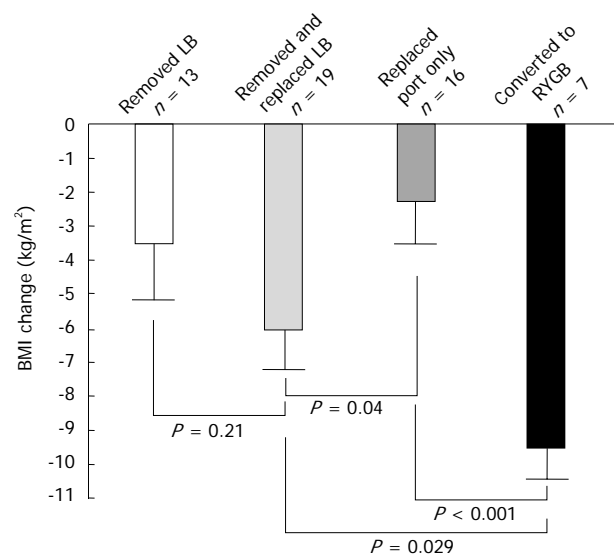 Removed LB
n = 13
Removed and
replaced LB
n = 19
Replaced
port only
n = 16
Converted to
RYGB
n = 7
BMI change (kg/m²)
0
-1
-2
-3
-4
-5
-6
-7
-8
-9
-10
-11
P = 0.04
P = 0.21
P < 0.001
P = 0.029